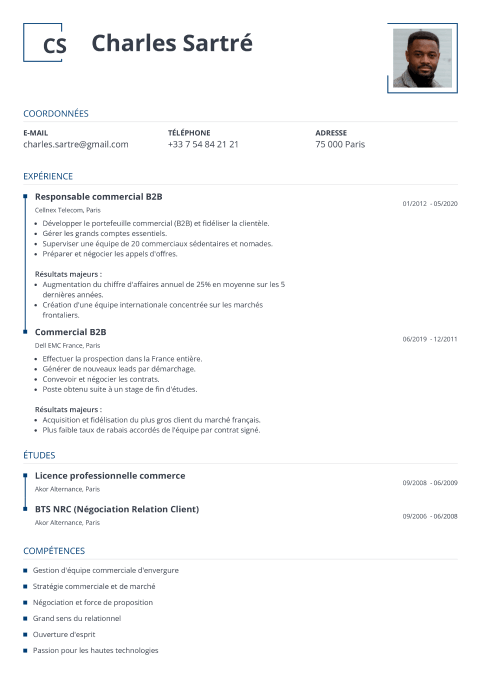 CS
Charles Sartré
COORDONNÉES
E-MAIL
charles.sartre@gmail.com
TÉLÉPHONE
+33 7 54 84 21 21
ADRESSE
75 000 Paris
EXPÉRIENCE
Responsable commercial B2B
01/2012 - 05/2020
Cellnex Telecom, Paris
Développer le portefeuille commercial (B2B) et fidéliser la clientèle.
Gérer les grands comptes essentiels.
Superviser une équipe de 20 commerciaux sédentaires et nomades.
Préparer et négocier les appels d'offres.
Résultats majeurs :
Augmentation du chiffre d'affaires annuel de 25% en moyenne sur les 5
dernières années.
Création d'une équipe internationale concentrée sur les marchés
frontaliers.
Commercial B2B
06/2019 - 12/2011
Dell EMC France, Paris
Effectuer la prospection dans la France entière.
Générer de nouveaux leads par démarchage.
Convevoir et négocier les contrats.
Poste obtenu suite à un stage de fin d'études.
Résultats majeurs :
Acquisition et fidélisation du plus gros client du marché français.
Plus faible taux de rabais accordés de l'équipe par contrat signé.
ÉTUDES
Licence professionnelle commerce
09/2008 - 06/2009
Akor Alternance, Paris
BTS NRC (Négociation Relation Client)
09/2006 - 06/2008
Akor Alternance, Paris
COMPÉTENCES
Gestion d'équipe commerciale d'envergure
Stratégie commerciale et de marché
Négociation et force de proposition
Grand sens du relationnel
Ouverture d'esprit
Passion pour les hautes technologies